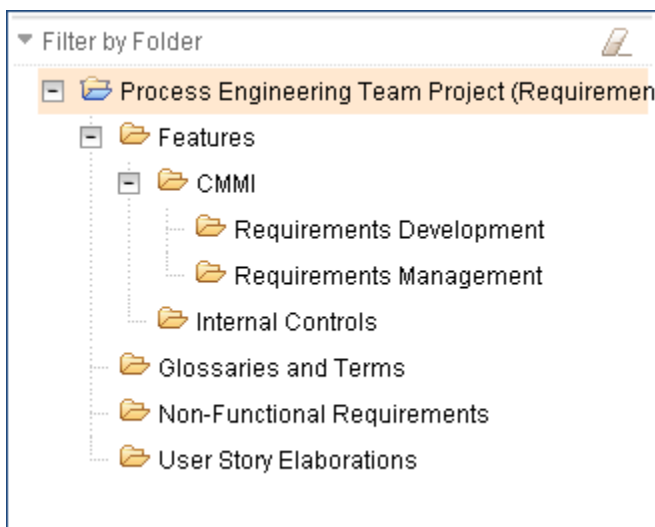 Filter by Folder
Process Engineering Team Project (Requiremen
Features
CMMI
Requirements Development
Requirements Management
Internal Controls
Glossaries and Terms
Non-Functional Requirements
User Story Elaborations